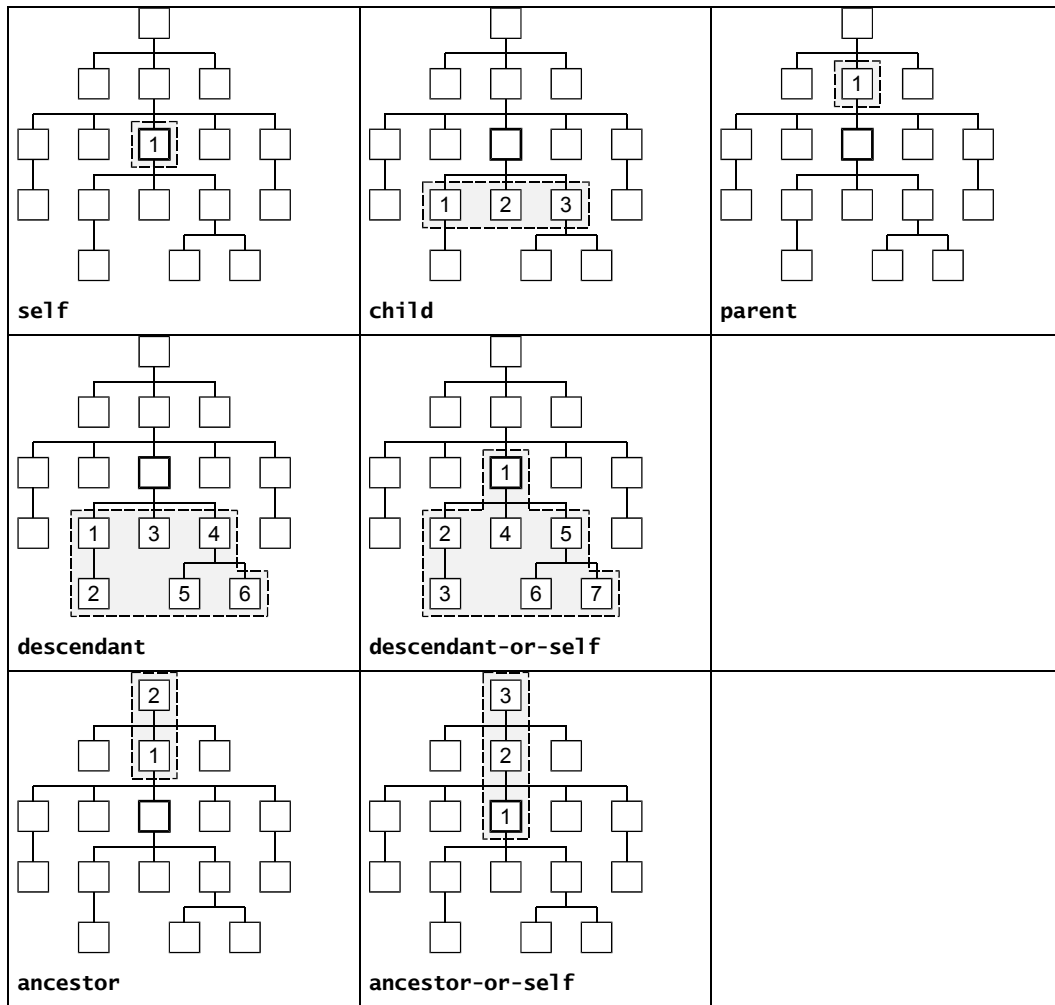 1
self
1 2 3
child
1
parent
1 3 4
2 5 6
descendant
1
2 4 5
3 6 7
descendant-or-self
2
1
ancestor
3
2
1
ancestor-or-self